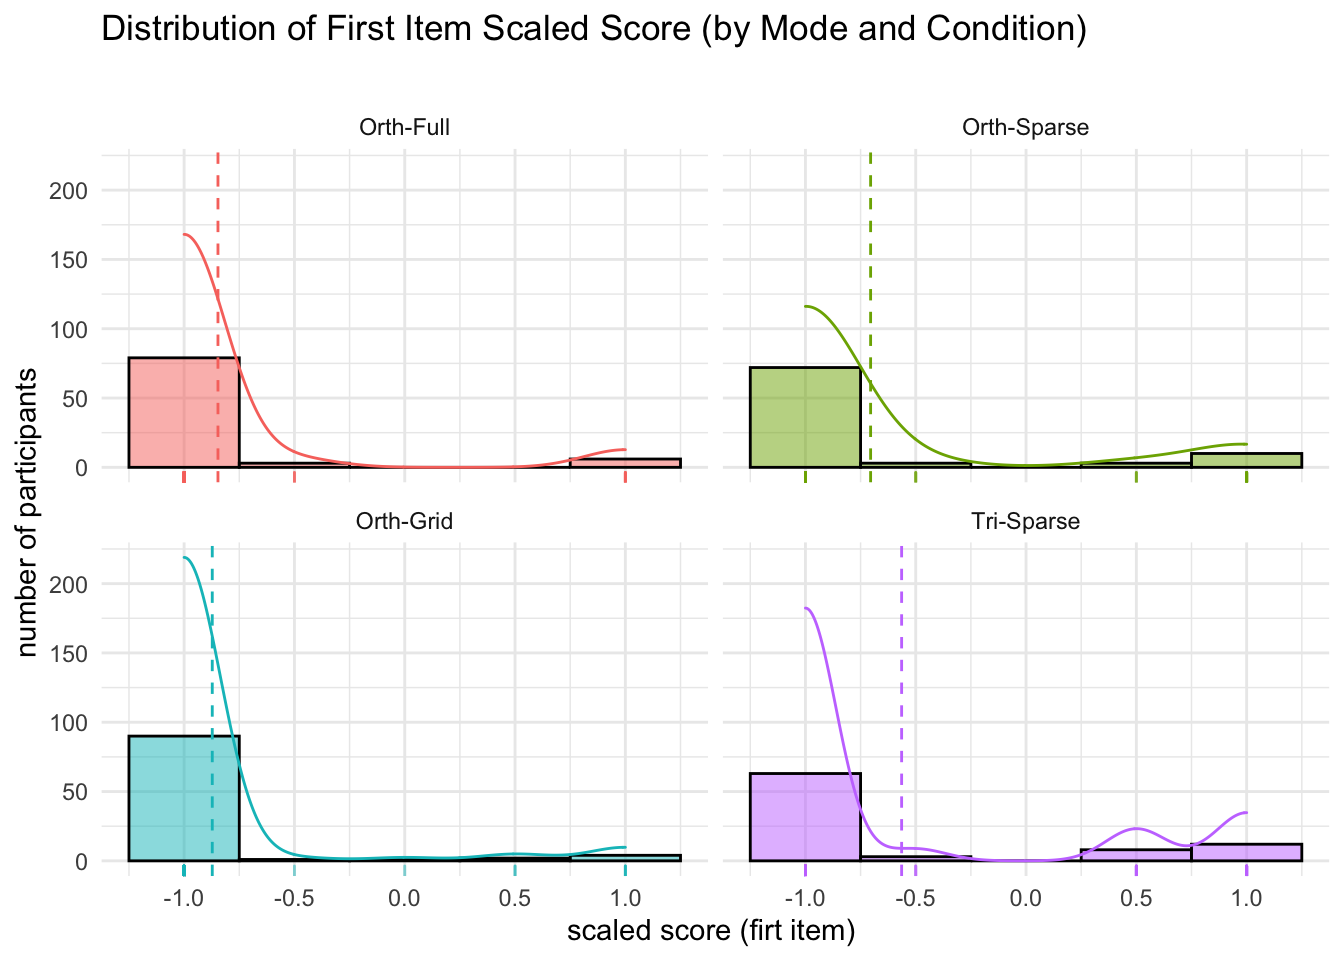 Distribution of First Item Scaled Score (by Mode and Condition)
Orth-Full
Orth-Sparse
200
150
100
50
0
Orth-Grid
Tri-Sparse
200
150
100
50
0
number of participants
-1.0 -0.5 0.0 0.5 1.0
-1.0 -0.5 0.0 0.5 1.0
scaled score (firt item)